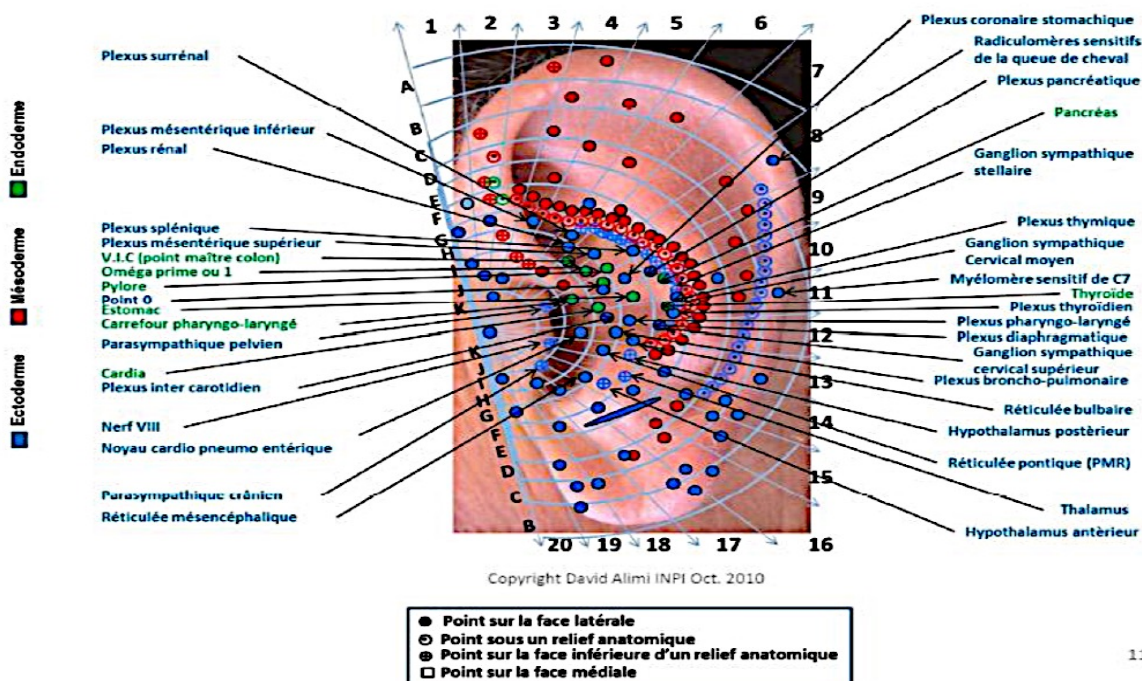 1 2 3 4 5 6
7
8
9
10
11
12
13
14
15
16
20 19 18 17
A
B
C
D
E
F
G
H
I
J
K
K
J
I
H
G
F
E
D
C
B
Endoderme
Mésoderme
Ectoderme
Plexus surrénal
Plexus mésentérique inférieur
Plexus rénal
Plexus splénique
Plexus mésentérique supérieur
V.I.C (point maître colon)
Oméga prime ou 1
Pylore
Point 0
Estomac
Carrefour pharyngo-laryngé
Parasympathique pelvien
Cardia
Plexus inter carotidien
Nerf VIII
Noyau cardio pneumo entérique
Parasympathique crânien
Réticulée mésencéphalique
Plexus coronaire stomachique
Radiculomères sensitifs
de la queue de cheval
Plexus pancréatique
Pancréas
Ganglion sympathique
stellaire
Plexus thymique
Ganglion sympathique
Cervical moyen
Myélomère sensitif de C7
Thyroïde
Plexus thyroïdien
Plexus pharyngo-laryngé
Plexus diaphragmatique
Ganglion sympathique
cervical supérieur
Plexus broncho-pulmonaire
Réticulée bulbaire
Hypothalamus postèrieur
Réticulée pontique (PMR)
Thalamus
Hypothalamus antèrieur
Copyright David Alimi INPI Oct. 2010
Point sur la face latérale
Point sous un relief anatomique
Point sur la face inférieure d'un relief anatomique
Point sur la face médiale
11